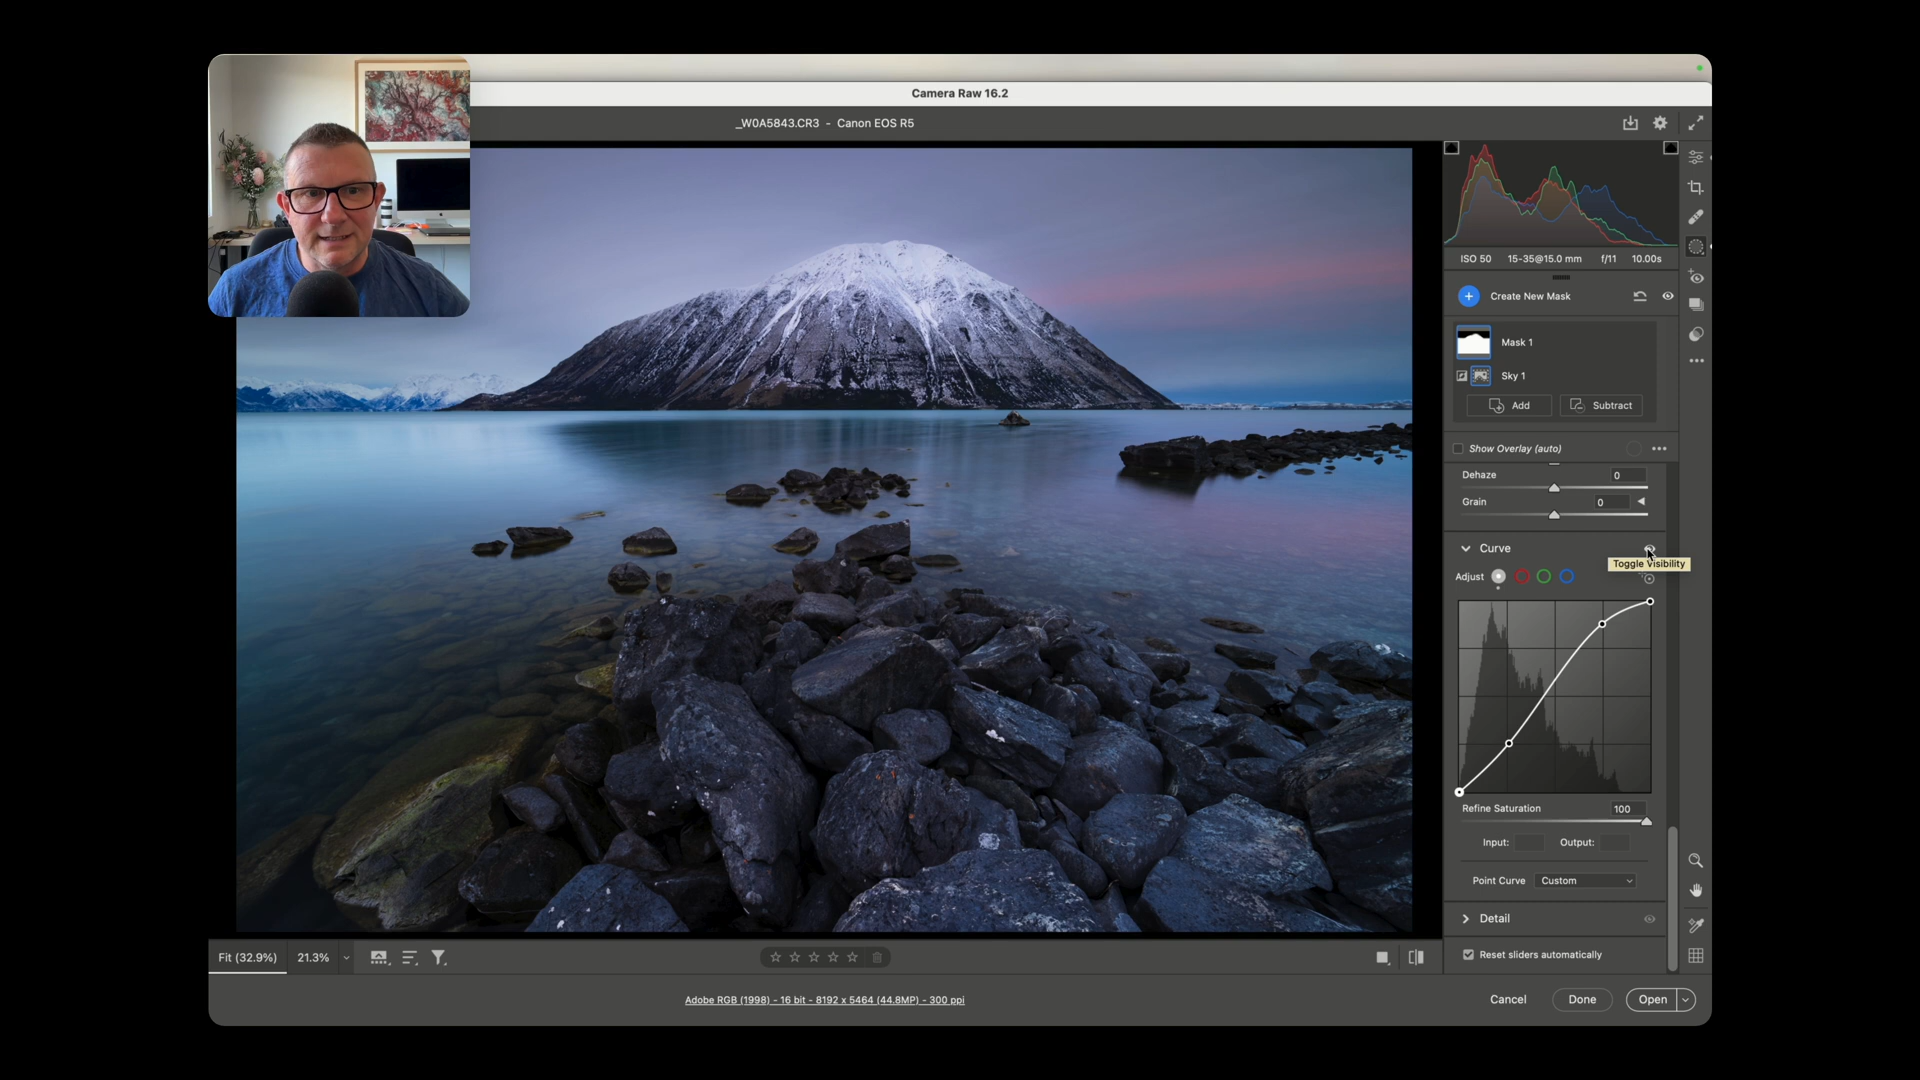 Camera Raw 16.2
_W0A5843.CR3 - Canon EOS R5
ISO 50 15-35@15.0 mm f/11 10.00s
Create New Mask
Mask 1
Sky 1
Add Subtract
Show Overlay (auto)
Dehaze 0
Grain 0
Curve
Toggle Visibility
Adjust
Refine Saturation 100
Input: Output:
Point Curve Custom
Detail
Reset sliders automatically
Fit (32.9%) 21.3%
Adobe RGB (1998) - 16 bit - 8192 x 5464 (44.8MP) - 300 ppi
Cancel Done Open